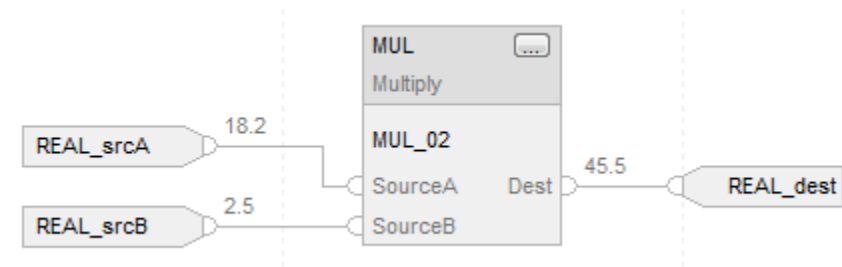 MUL ...
Multiply
REAL_srcA 18.2
MUL_02
SourceA Dest 45.5 REAL_dest
REAL_srcB 2.5
SourceB